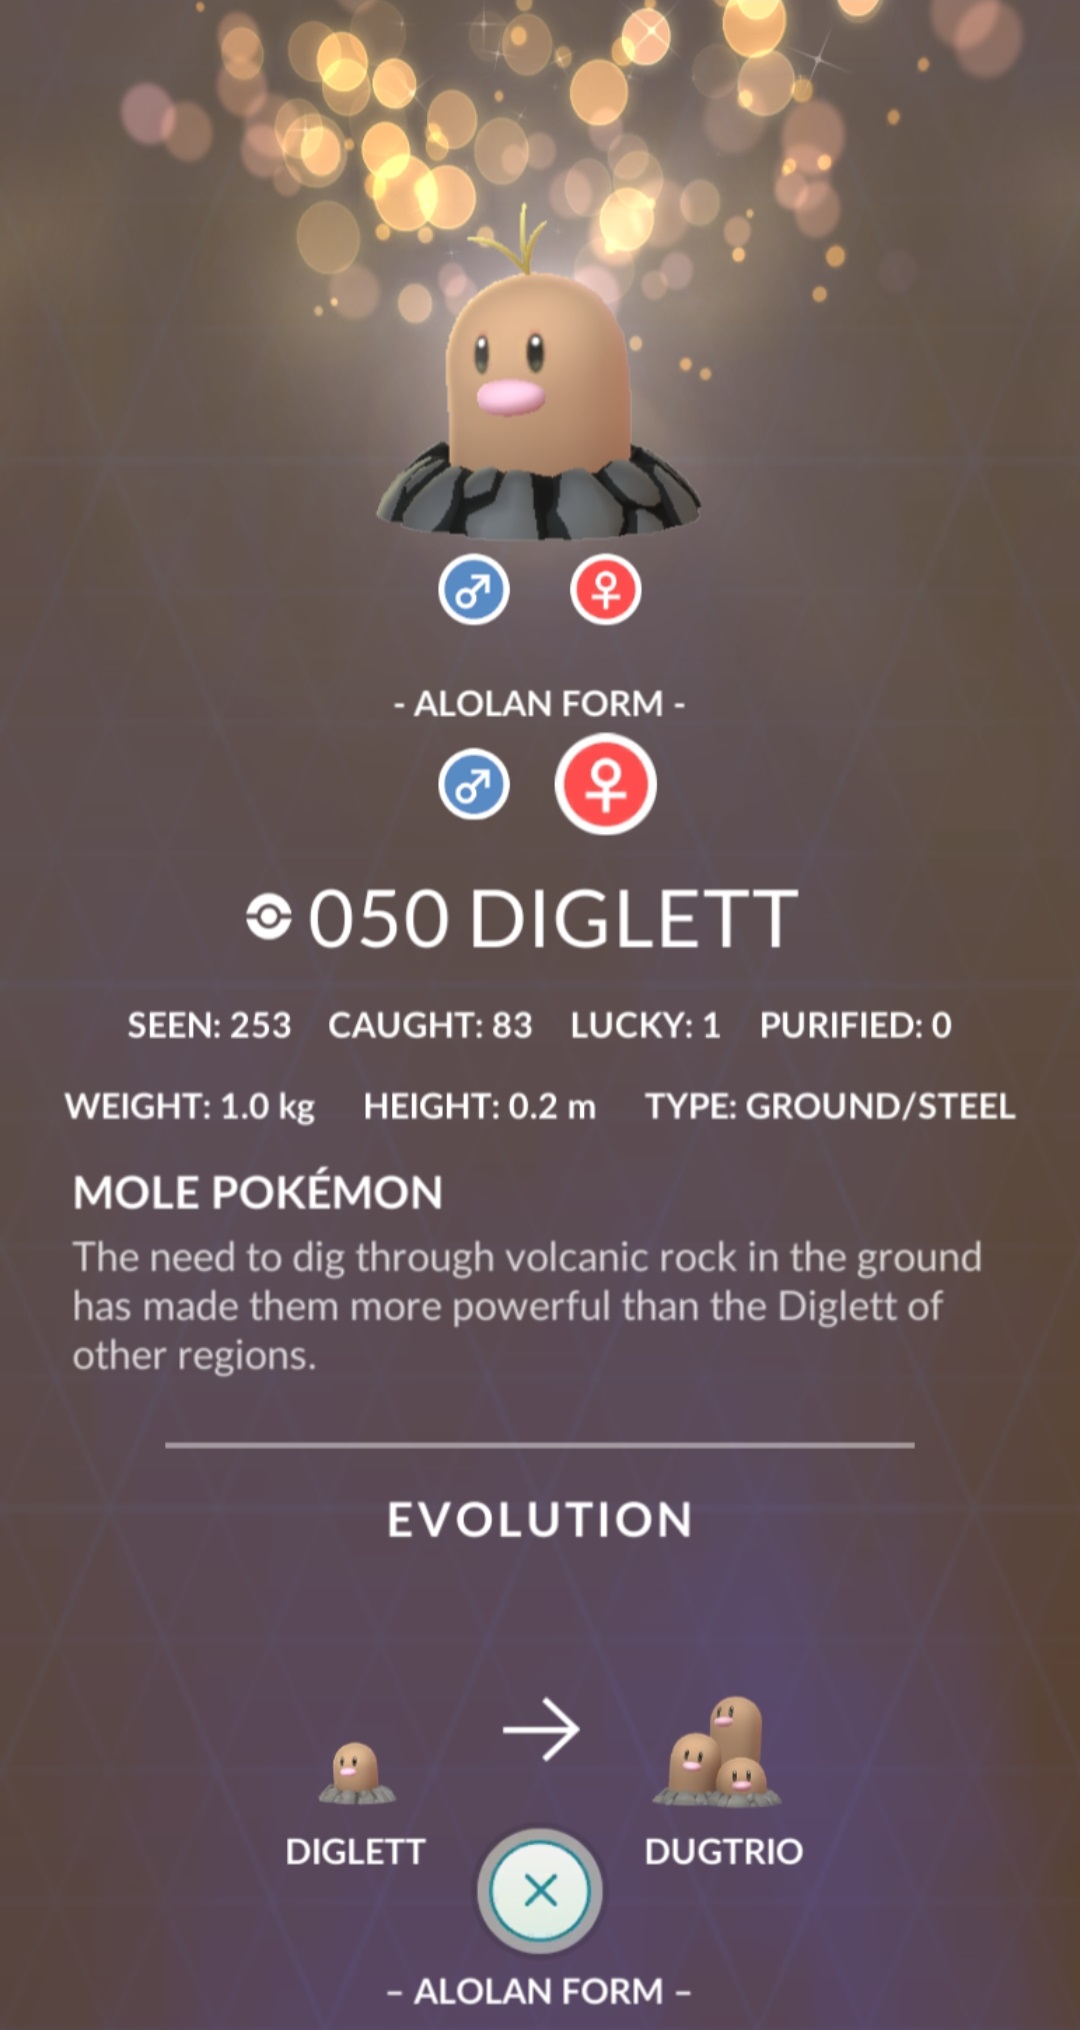 - ALOLAN FORM -
050 DIGLETT
SEEN: 253 CAUGHT: 83 LUCKY: 1 PURIFIED: 0
WEIGHT: 1.0 kg HEIGHT: 0.2 m TYPE: GROUND/STEEL
MOLE POKÉMON
The need to dig through volcanic rock in the ground
has made them more powerful than the Diglett of
other regions.
EVOLUTION
DIGLETT DUGTRIO
– ALOLAN FORM –